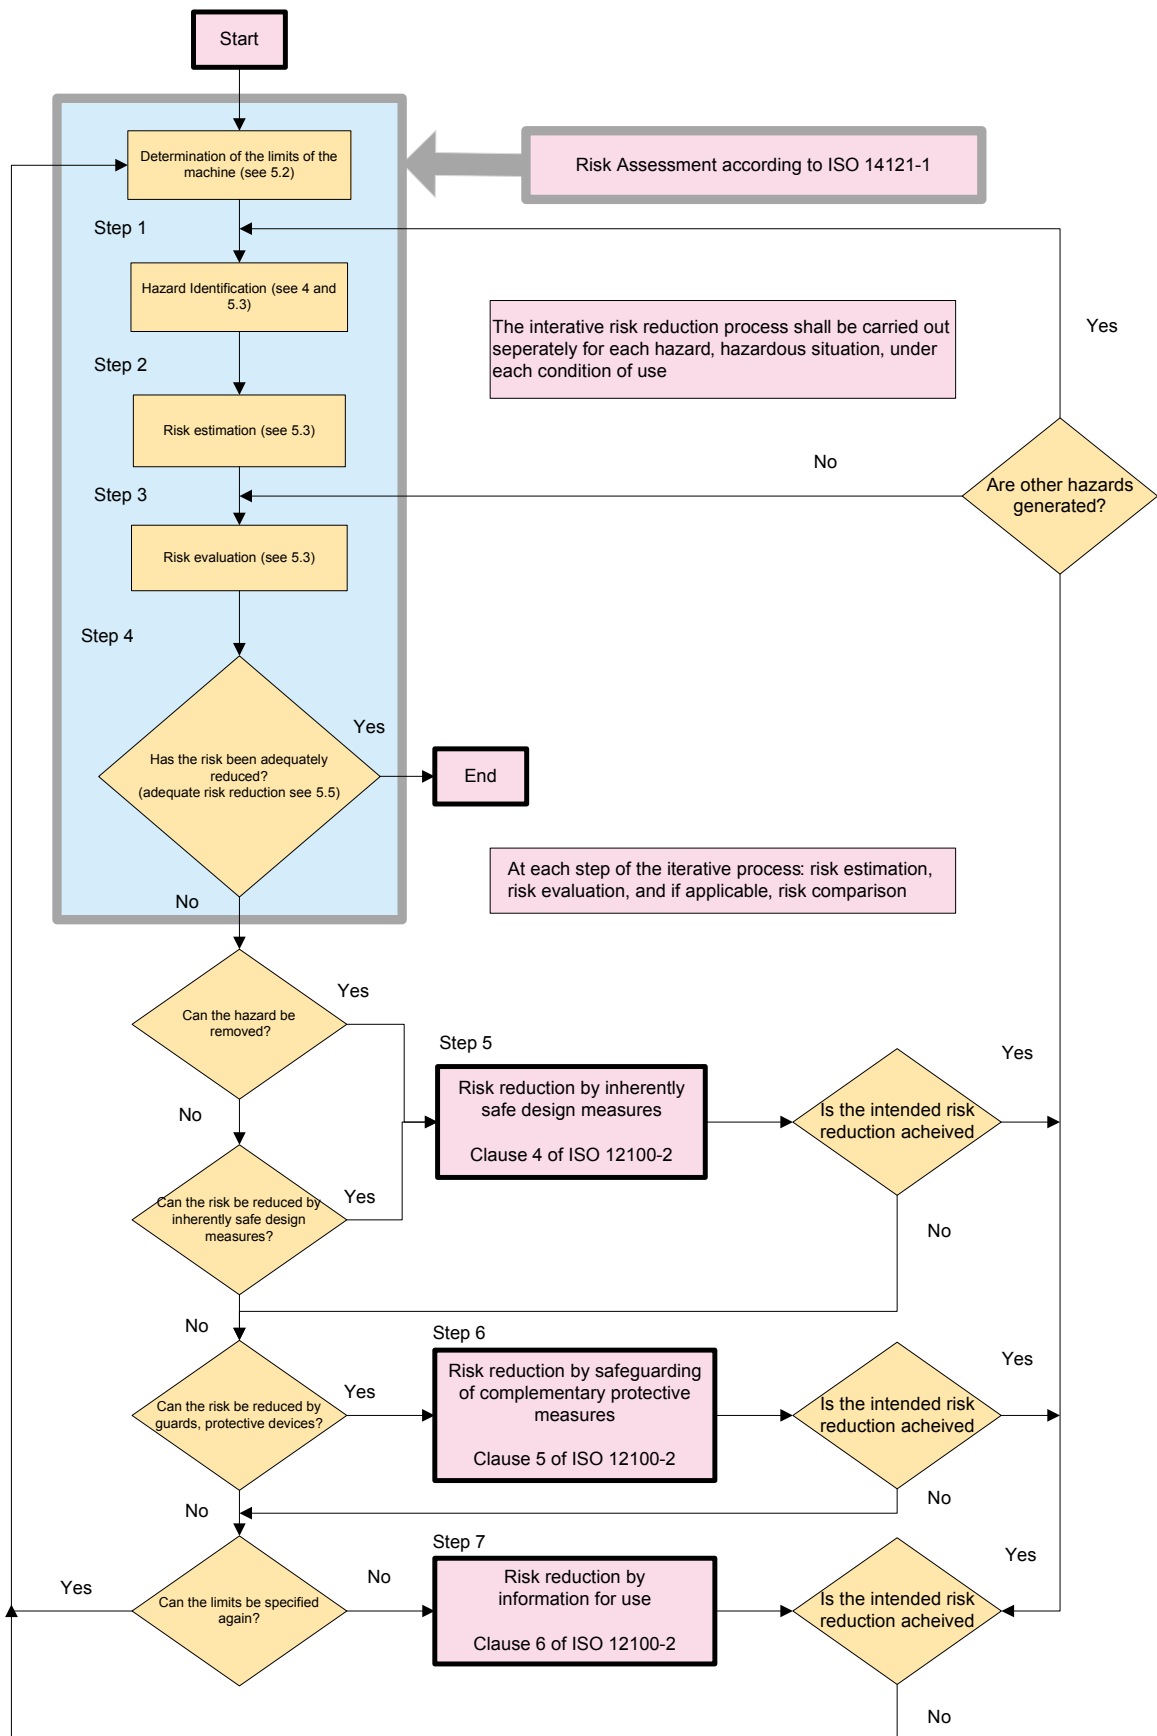 Start
Determination of the limits of the
machine (see 5.2)
Risk Assessment according to ISO 14121-1
Step 1
Hazard Identification (see 4 and
5.3)
The interative risk reduction process shall be carried out
seperately for each hazard, hazardous situation, under
each condition of use
Yes
Step 2
Risk estimation (see 5.3)
No
Are other hazards
generated?
Step 3
Risk evaluation (see 5.3)
Step 4
Yes
Has the risk been adequately
reduced?
(adequate risk reduction see 5.5)
End
At each step of the iterative process: risk estimation,
risk evaluation, and if applicable, risk comparison
No
Can the hazard be
removed?
Yes
Step 5
Risk reduction by inherently
safe design measures
Clause 4 of ISO 12100-2
Is the intended risk
reduction acheived
Yes
No
No
Can the risk be reduced by
inherently safe design
measures?
Yes
No
Step 6
Can the risk be reduced by
guards, protective devices?
Yes
Risk reduction by safeguarding
of complementary protective
measures
Clause 5 of ISO 12100-2
Is the intended risk
reduction acheived
Yes
No
No
Step 7
Yes
Can the limits be specified
again?
No
Risk reduction by
information for use
Clause 6 of ISO 12100-2
Is the intended risk
reduction acheived
Yes
No